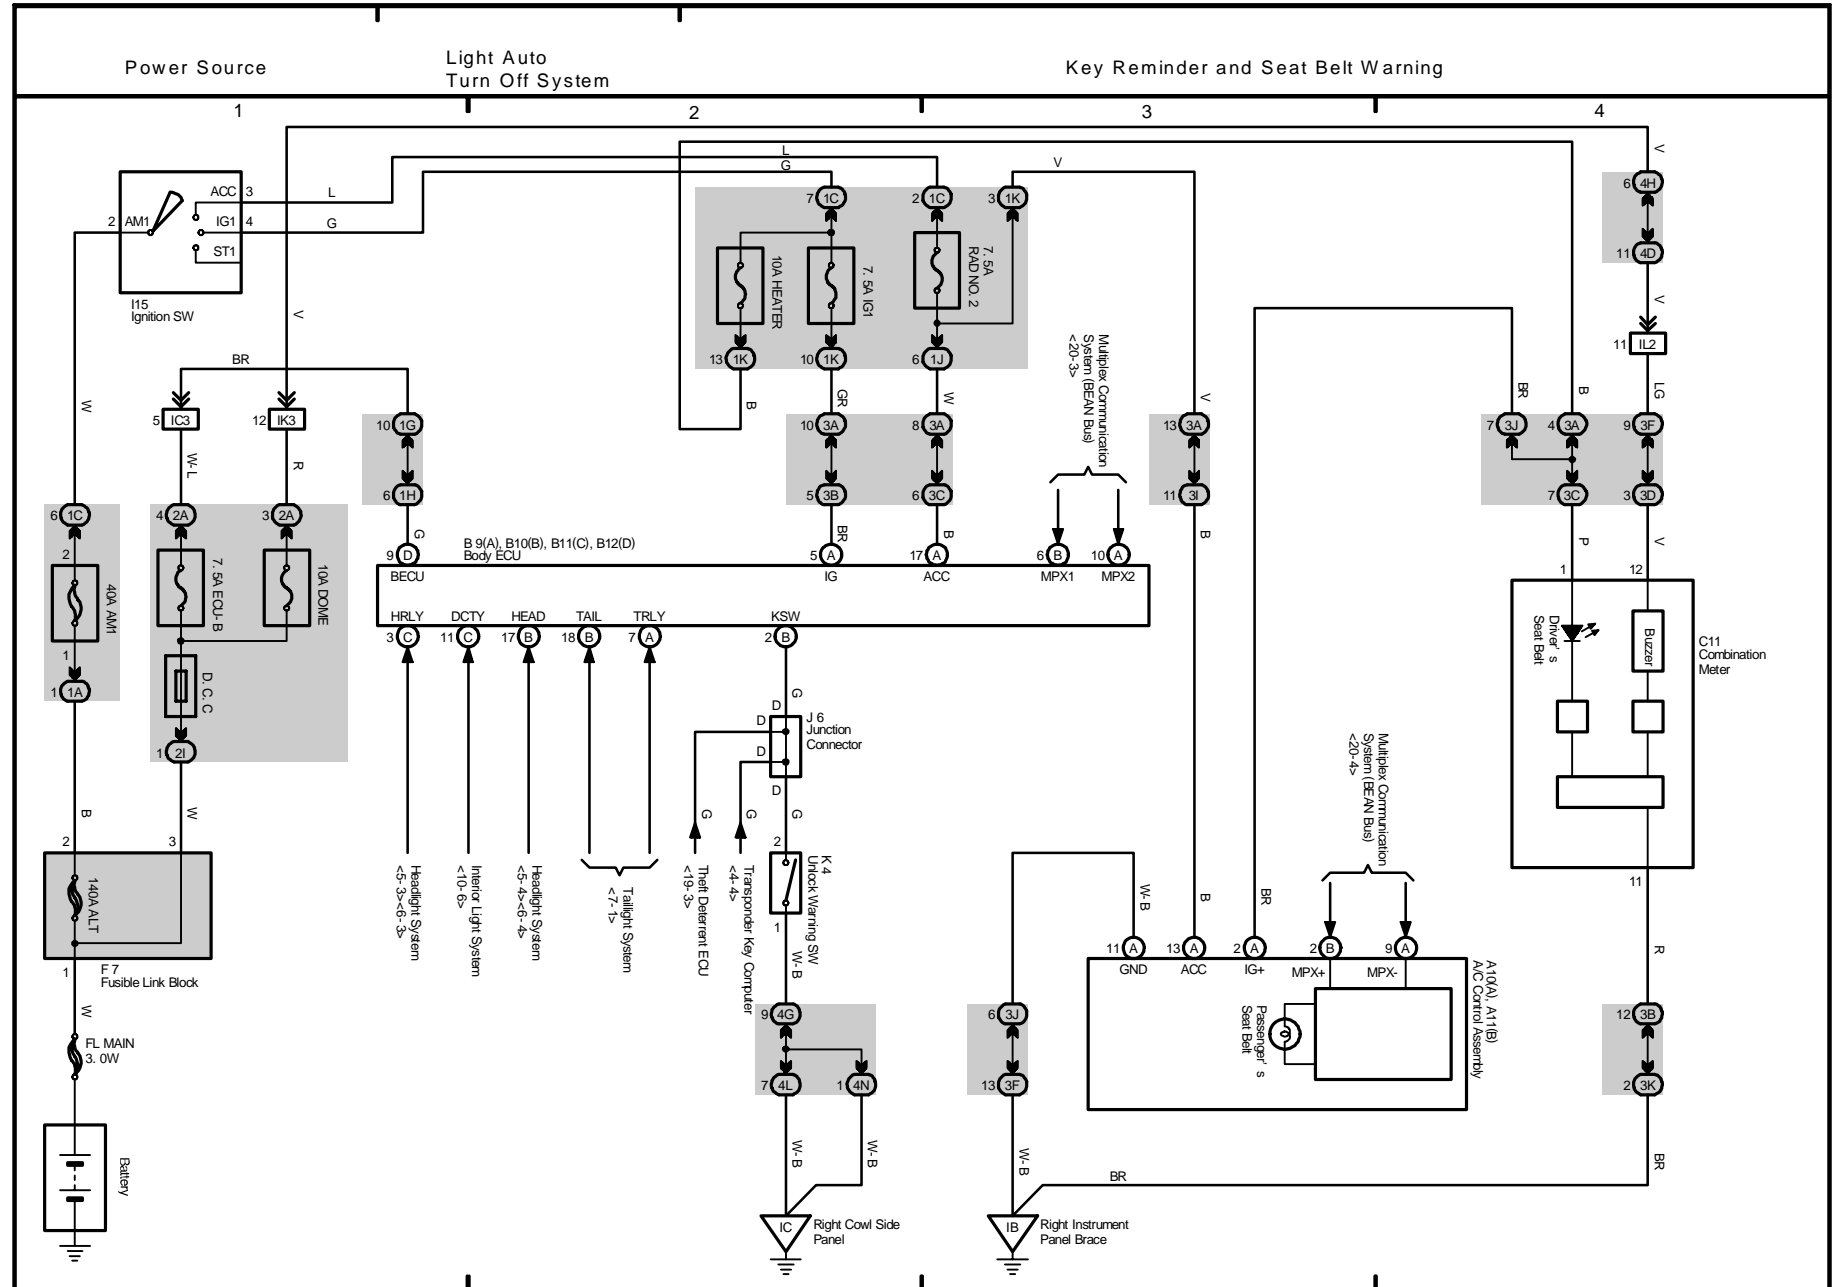 Power Source
Light Auto
Turn Off System
Key Reminder and Seat Belt Warning
1
2
3
4
L
G
V
V
ACC
3
L
2
AM1
IG1
4
G
ST1
I15
Ignition SW
7
1C
2
1C
3
1K
10A HEATER
7. 5A IG1
7. 5A
RAD NO. 2
13
1K
10
1K
6
1J
6
4H
11
4D
V
11
IL2
V
BR
W
5
IC3
12
IK3
10
1G
B
GR
W
Multiplex Communication
System (BEAN Bus)
<20-3>
V
BR
B
LG
10
3A
8
3A
13
3A
7
3J
4
3A
9
3F
W-L
R
6
1H
5
3B
6
3C
11
3I
7
3C
3
3D
6
1C
4
2A
3
2A
G
BR
B
B
P
V
B 9(A), B10(B), B11(C), B12(D)
Body ECU
9
D
5
A
17
A
6
B
10
A
BECU
IG
ACC
MPX1
MPX2
2
40A AM1
7. 5A ECU-B
10A DOME
1
1
12
HRLY
DCTY
HEAD
TAIL
TRLY
KSW
3
C
11
C
17
B
18
B
7
A
2
B
Driver's
Seat Belt
Buzzer
C11
Combination
Meter
1
1A
D. C. C
1
2I
G
D
D
D
D
J 6
Junction
Connector
Multiplex Communication
System (BEAN Bus)
<20-4>
B
W
G
G
G
2
3
2
K 4
Unlock Warning SW
1
140A ALT
1
F 7
Fusible Link Block
Headlight System
<5-3><6-3>
Interior Light System
<10-6>
Headlight System
<5-4><6-4>
Taillight System
<7-1>
Theft Deterrent ECU
<19-3>
Transponder Key Computer
<4-4>
W-B
W-B
B
BR
11
R
11
A
13
A
2
A
2
B
9
A
GND
ACC
IG+
MPX+
MPX-
A10(A), A11(B)
A/C Control Assembly
Passenger's
Seat Belt
W
FL MAIN
3. 0W
9
4G
6
3J
12
3B
7
4L
1
4N
13
3F
2
3K
Battery
W-B
W-B
W-B
BR
BR
IC
Right Cowl Side
Panel
IB
Right Instrument
Panel Brace